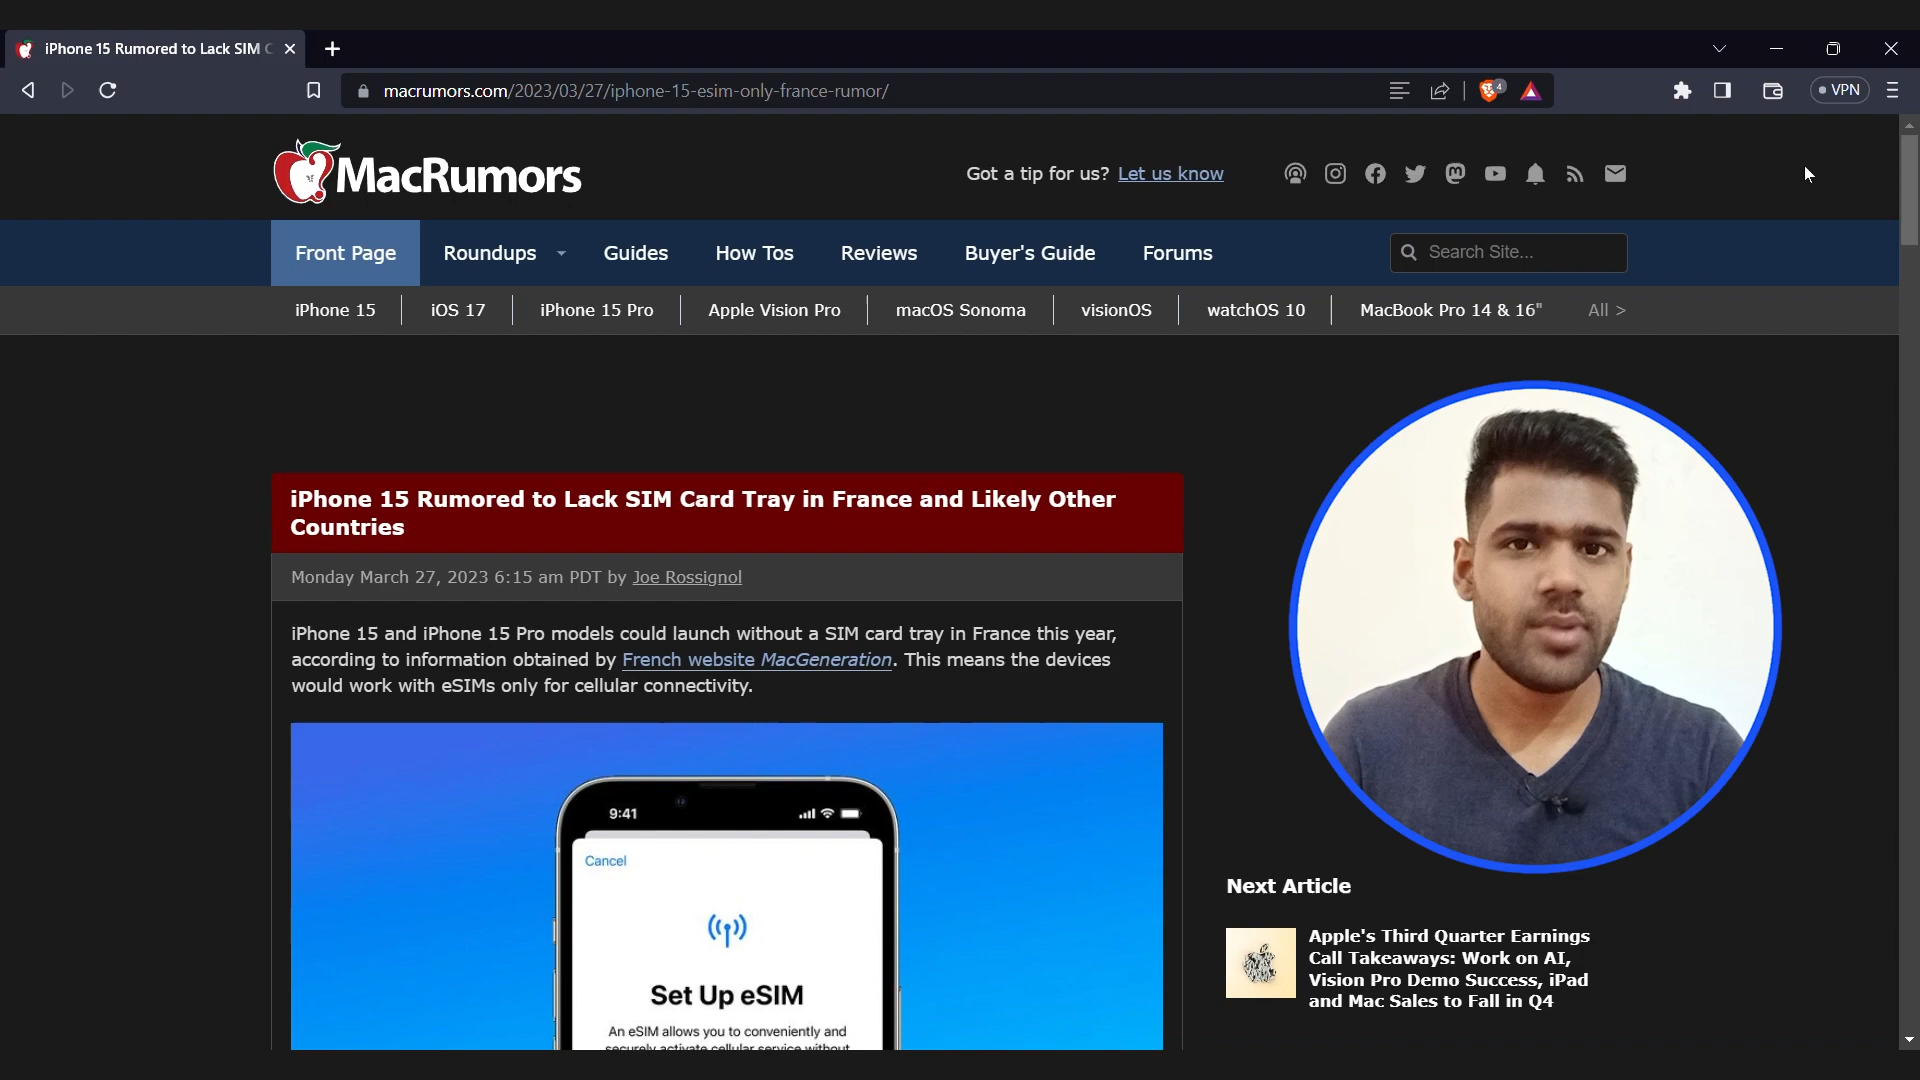 iPhone 15 Rumored to Lack SIM C
macrumors.com/2023/03/27/iphone-15-esim-only-france-rumor/
4
VPN
MacRumors
Got a tip for us? Let us know
Front Page Roundups Guides How Tos Reviews Buyer's Guide Forums Search Site...
iPhone 15 iOS 17 iPhone 15 Pro Apple Vision Pro macOS Sonoma visionOS watchOS 10 MacBook Pro 14 & 16" All >
iPhone 15 Rumored to Lack SIM Card Tray in France and Likely Other
Countries
Monday March 27, 2023 6:15 am PDT by Joe Rossignol
iPhone 15 and iPhone 15 Pro models could launch without a SIM card tray in France this year,
according to information obtained by French website MacGeneration. This means the devices
would work with eSIMs only for cellular connectivity.
9:41
Cancel
Set Up eSIM
An eSIM allows you to conveniently and
securely activate cellular service without
Next Article
Apple's Third Quarter Earnings
Call Takeaways: Work on AI,
Vision Pro Demo Success, iPad
and Mac Sales to Fall in Q4